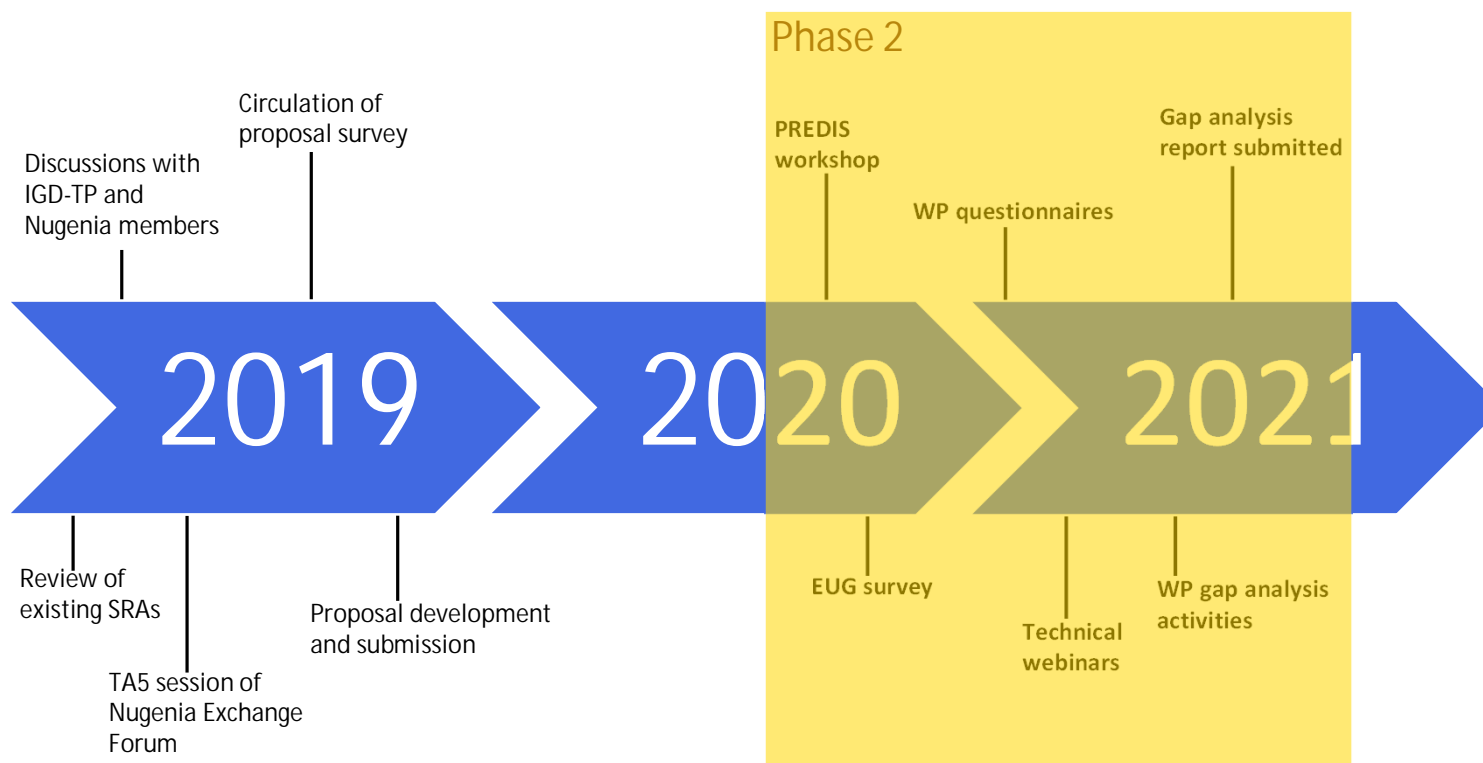 Phase 2
Circulation of
proposal survey
Discussions with
IGD-TP and
Nugenia members
PREDIS
workshop
WP questionnaires
Gap analysis
report submitted
2019
2020
2021
Review of
existing SRAs
TA5 session of
Nugenia Exchange
Forum
Proposal development
and submission
EUG survey
Technical
webinars
WP gap analysis
activities